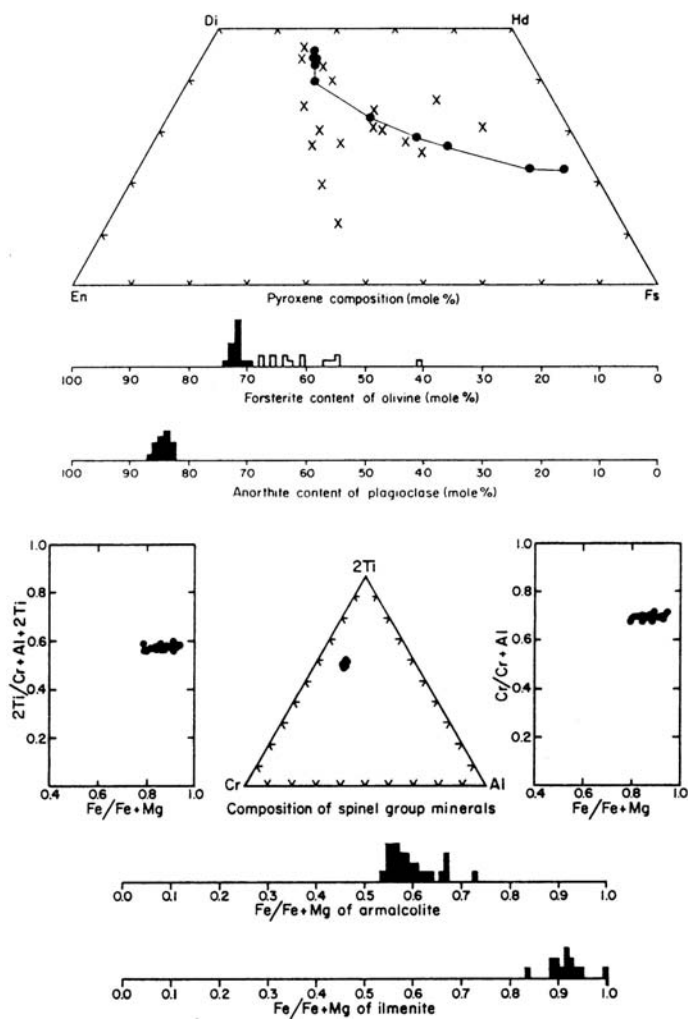 Di Hd
En Pyroxene composition (mole %) Fs
100 90 80 70 60 50 40 30 20 10 0
Forsterite content of olivine (mole %)
100 90 80 70 60 50 40 30 20 10 0
Anorthite content of plagioclase (mole %)
1.0
0.8
0.6
0.4
0.2
2Ti/Cr+Al+2Ti
0.4 0.6 0.8 1.0
Fe/Fe+Mg
2Ti
Cr Al
Composition of spinel group minerals
1.0
0.8
0.6
0.4
0.2
Cr/Cr+Al
0.4 0.6 0.8 1.0
Fe/Fe+Mg
0.0 0.1 0.2 0.3 0.4 0.5 0.6 0.7 0.8 0.9 1.0
Fe/Fe+Mg of armalcolite
0.0 0.1 0.2 0.3 0.4 0.5 0.6 0.7 0.8 0.9 1.0
Fe/Fe+Mg of ilmenite